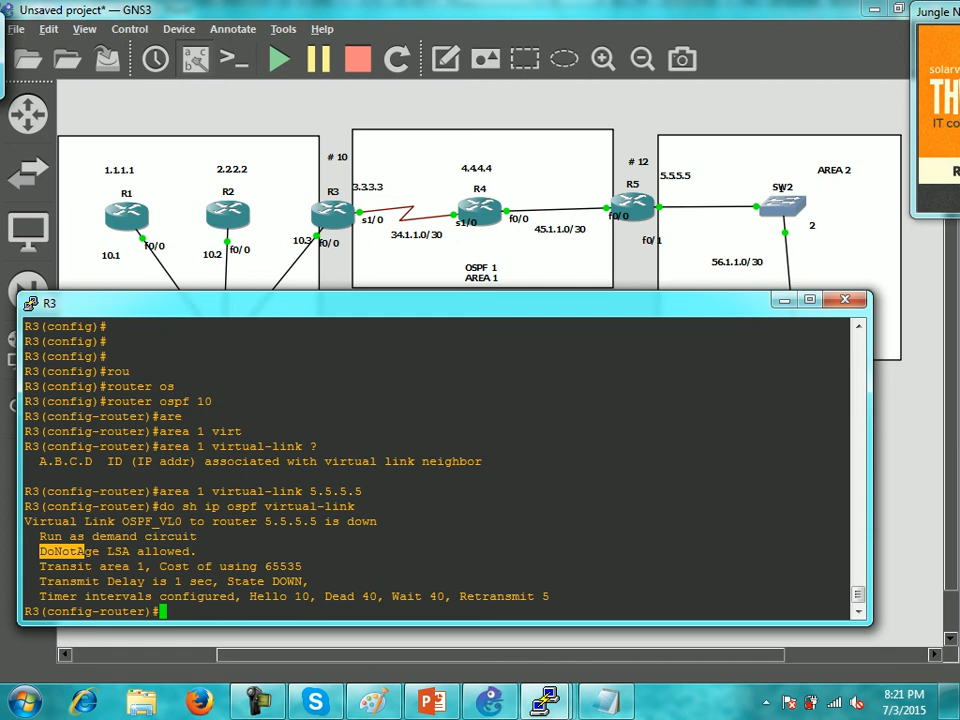 Unsaved project* — GNS3
Jungle N
File Edit View Control Device Annotate Tools Help
solarw
TH
IT co
R
# 10
# 12
1.1.1.1
2.2.2.2
3.3.3.3
4.4.4.4
5.5.5.5
AREA 2
R1
R2
R3
R4
R5
SW2
f0/0
f0/0
f0/0
s1/0
s1/0
f0/0
f0/0
f0/1
2
10.1
10.2
10.3
34.1.1.0/30
45.1.1.0/30
56.1.1.0/30
OSPF 1
AREA 1
R3
R3(config)#
R3(config)#
R3(config)#
R3(config)#rou
R3(config)#router os
R3(config)#router ospf 10
R3(config-router)#are
R3(config-router)#area 1 virt
R3(config-router)#area 1 virtual-link ?
A.B.C.D ID (IP addr) associated with virtual link neighbor
R3(config-router)#area 1 virtual-link 5.5.5.5
R3(config-router)#do sh ip ospf virtual-link
Virtual Link OSPF_VL0 to router 5.5.5.5 is down
Run as demand circuit
DoNotAge LSA allowed.
Transit area 1, Cost of using 65535
Transmit Delay is 1 sec, State DOWN,
Timer intervals configured, Hello 10, Dead 40, Wait 40, Retransmit 5
R3(config-router)#
8:21 PM
7/3/2015